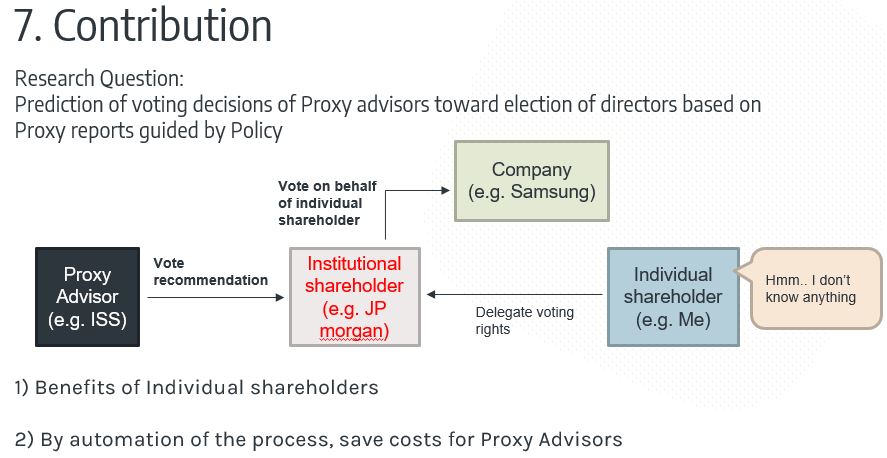 7. Contribution
Research Question:
Prediction of voting decisions of Proxy advisors toward election of directors based on
Proxy reports guided by Policy
Company
(e.g. Samsung)
Vote on behalf
of individual
shareholder
Proxy
Advisor
(e.g. ISS)
Vote
recommendation
Institutional
shareholder
(e.g. JP
morgan)
Delegate voting
rights
Individual
shareholder
(e.g. Me)
Hmm.. I don't
know anything
1) Benefits of Individual shareholders
2) By automation of the process, save costs for Proxy Advisors